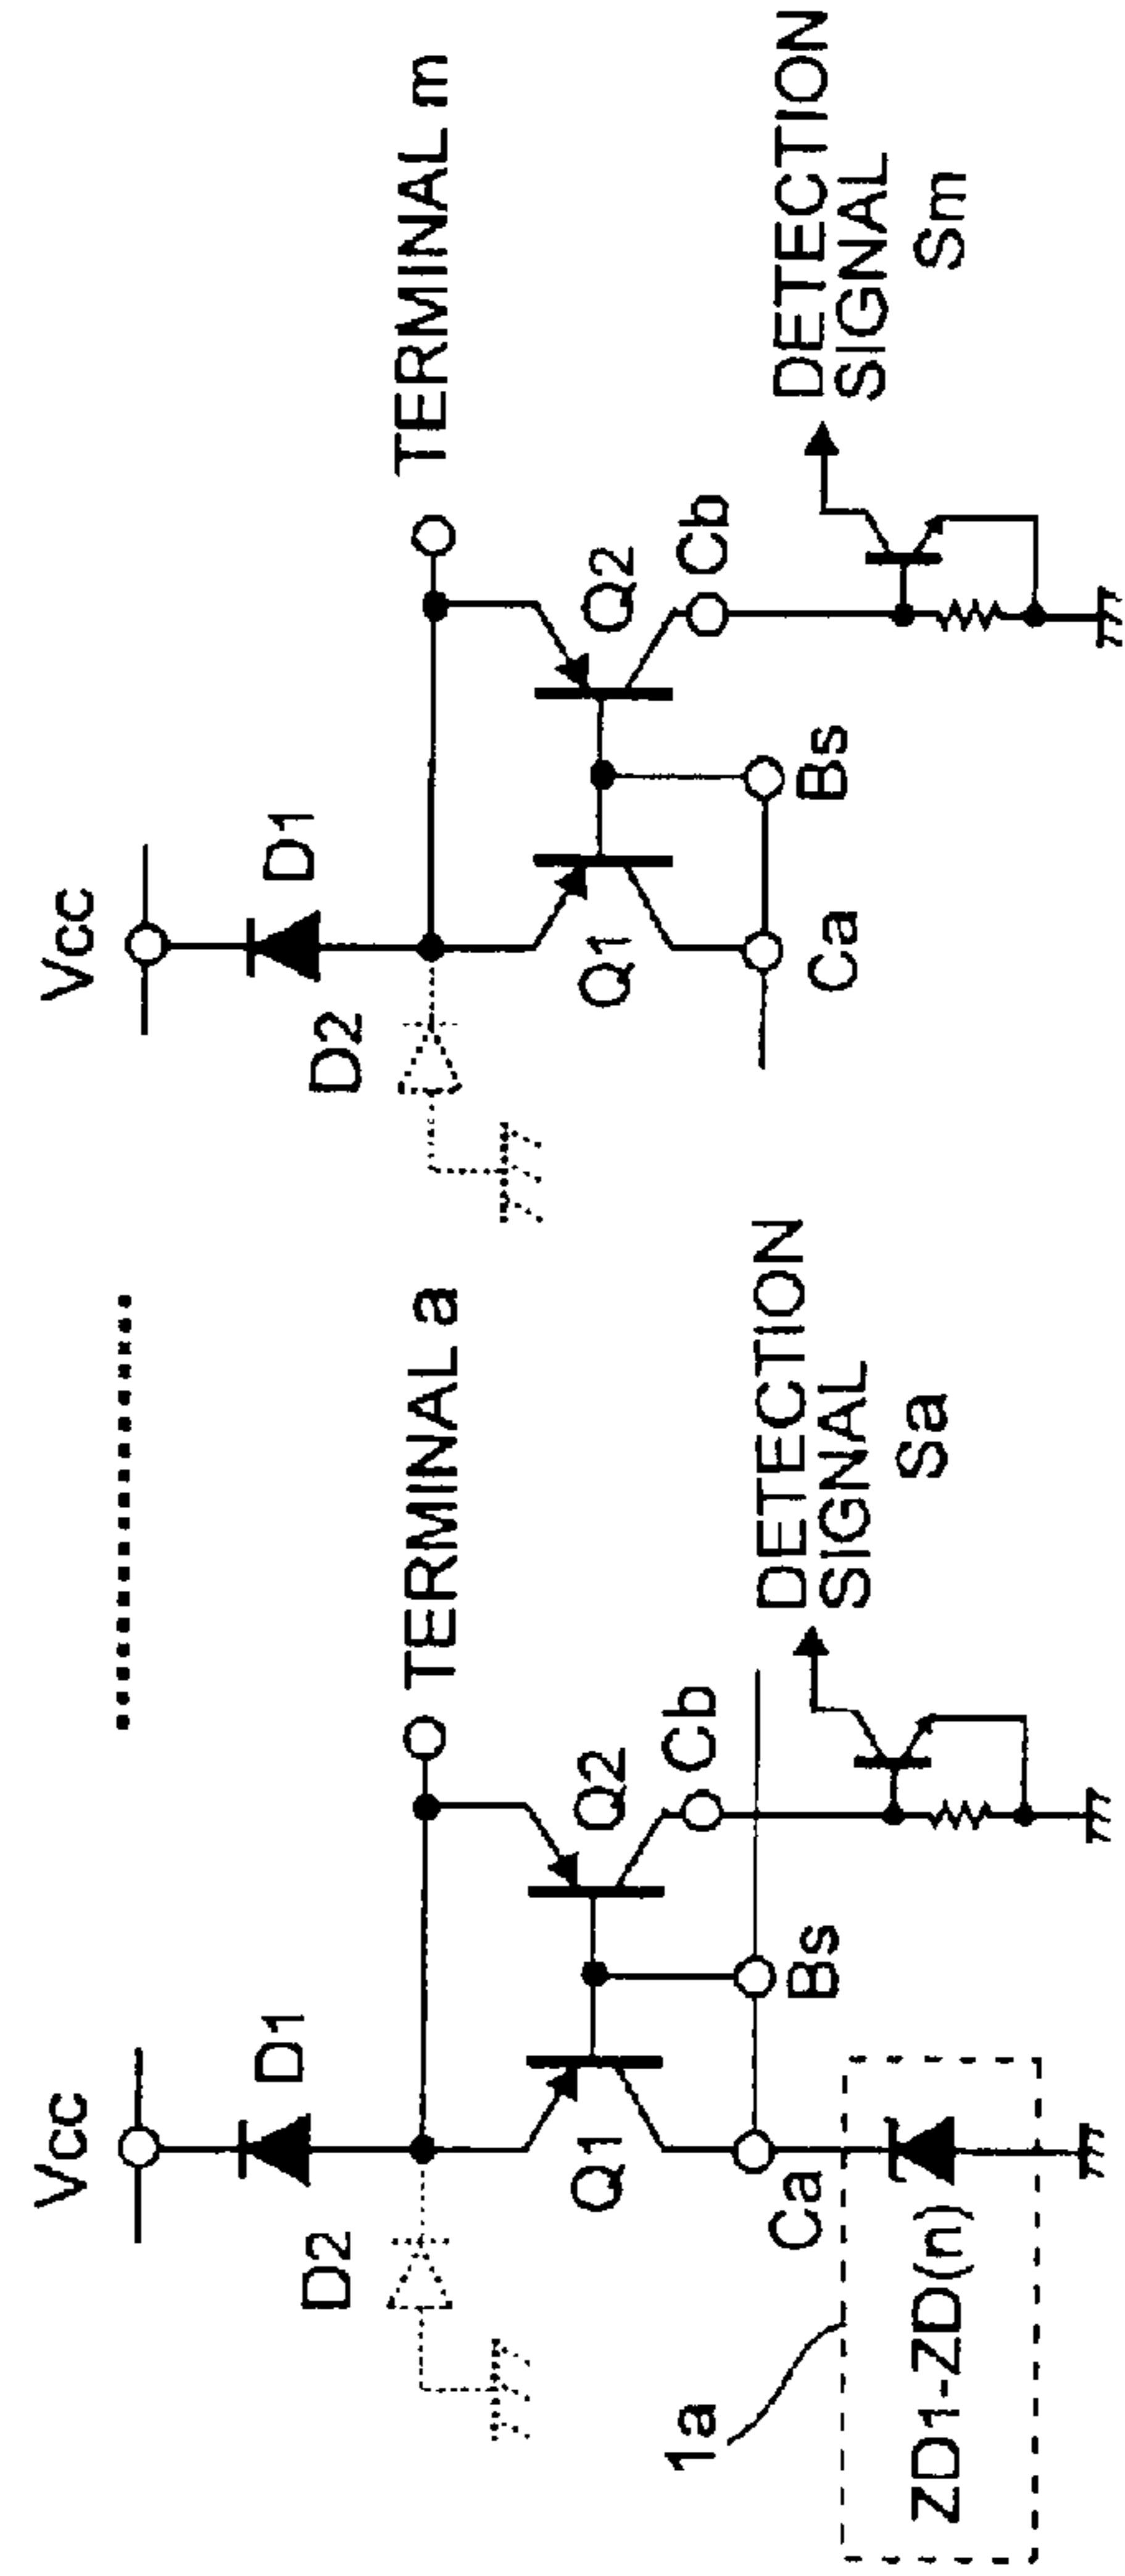 Vcc
D1
D2
TERMINAL a
Q1
Q2
Ca
Bs
Cb
DETECTION
SIGNAL
Sa
1a
ZD1-ZD(n)
Vcc
D1
D2
TERMINAL m
Q1
Q2
Ca
Bs
Cb
DETECTION
SIGNAL
Sm